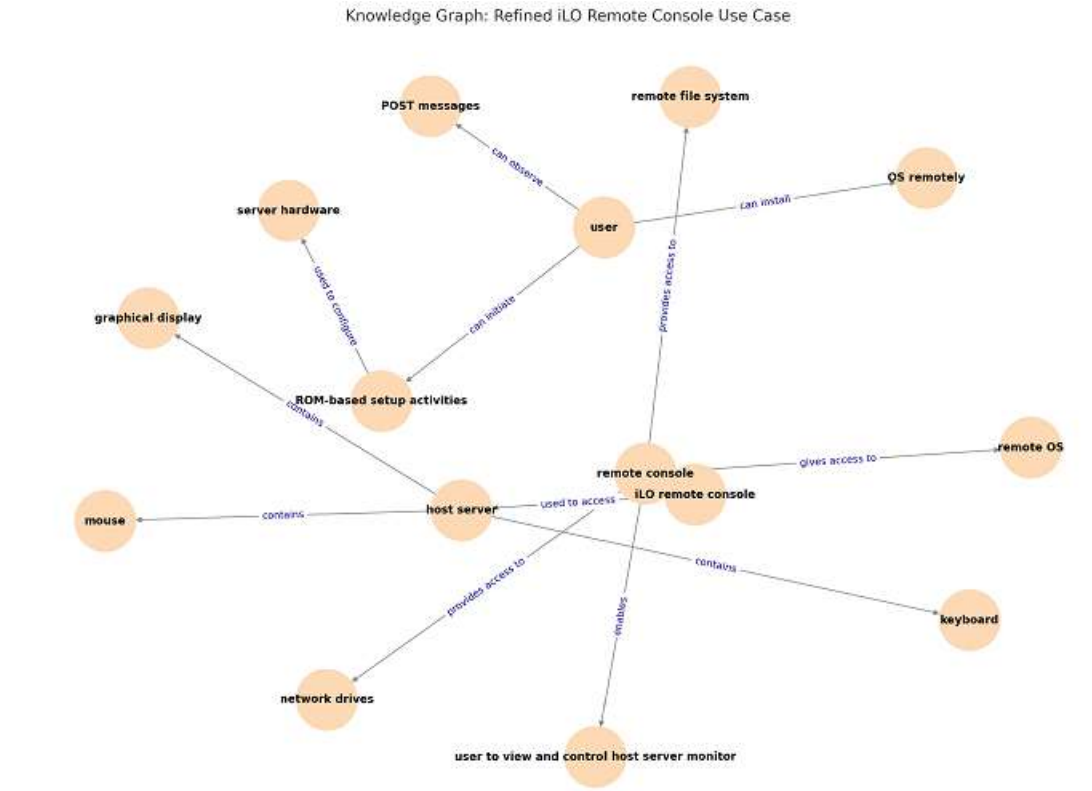 Knowledge Graph: Refined iLO Remote Console Use Case
remote file system
POST messages
can observe
OS remotely
can install
server hardware
user
provides access to
used to configure
can initiate
graphical display
ROM-based setup activities
contains
remote OS
gives access to
remote console
iLO remote console
used to access
host server
contains
mouse
contains
provides access to
enables
keyboard
network drives
user to view and control host server monitor